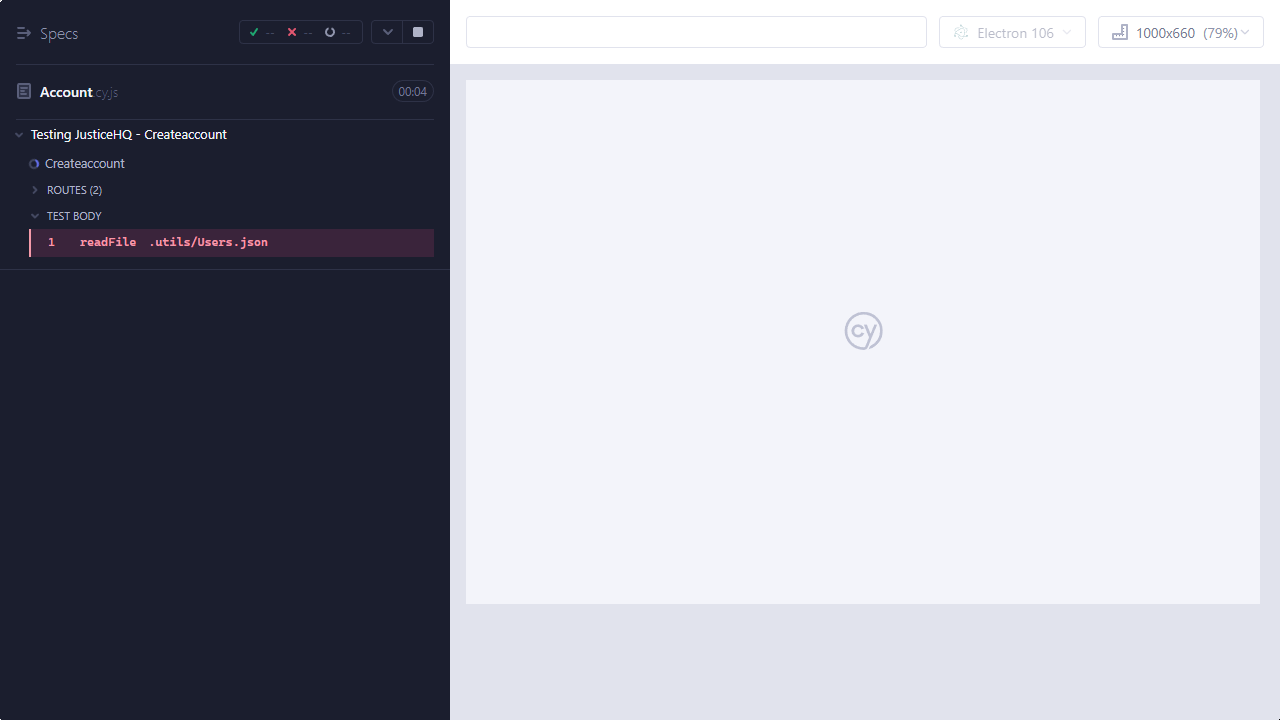 Specs
-- -- --
Account cy.js
00:04
Testing JusticeHQ - Createaccount
Createaccount
ROUTES (2)
TEST BODY
1 readFile .utils/Users.json
Electron 106
1000x660 (79%)
cy